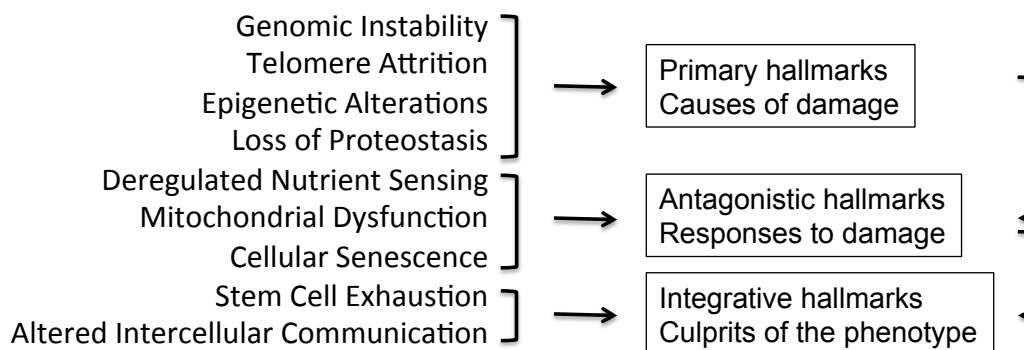 Genomic Instability
Telomere Attrition
Epigenetic Alterations
Loss of Proteostasis
Deregulated Nutrient Sensing
Mitochondrial Dysfunction
Cellular Senescence
Stem Cell Exhaustion
Altered Intercellular Communication
Primary hallmarks
Causes of damage
Antagonistic hallmarks
Responses to damage
Integrative hallmarks
Culprits of the phenotype